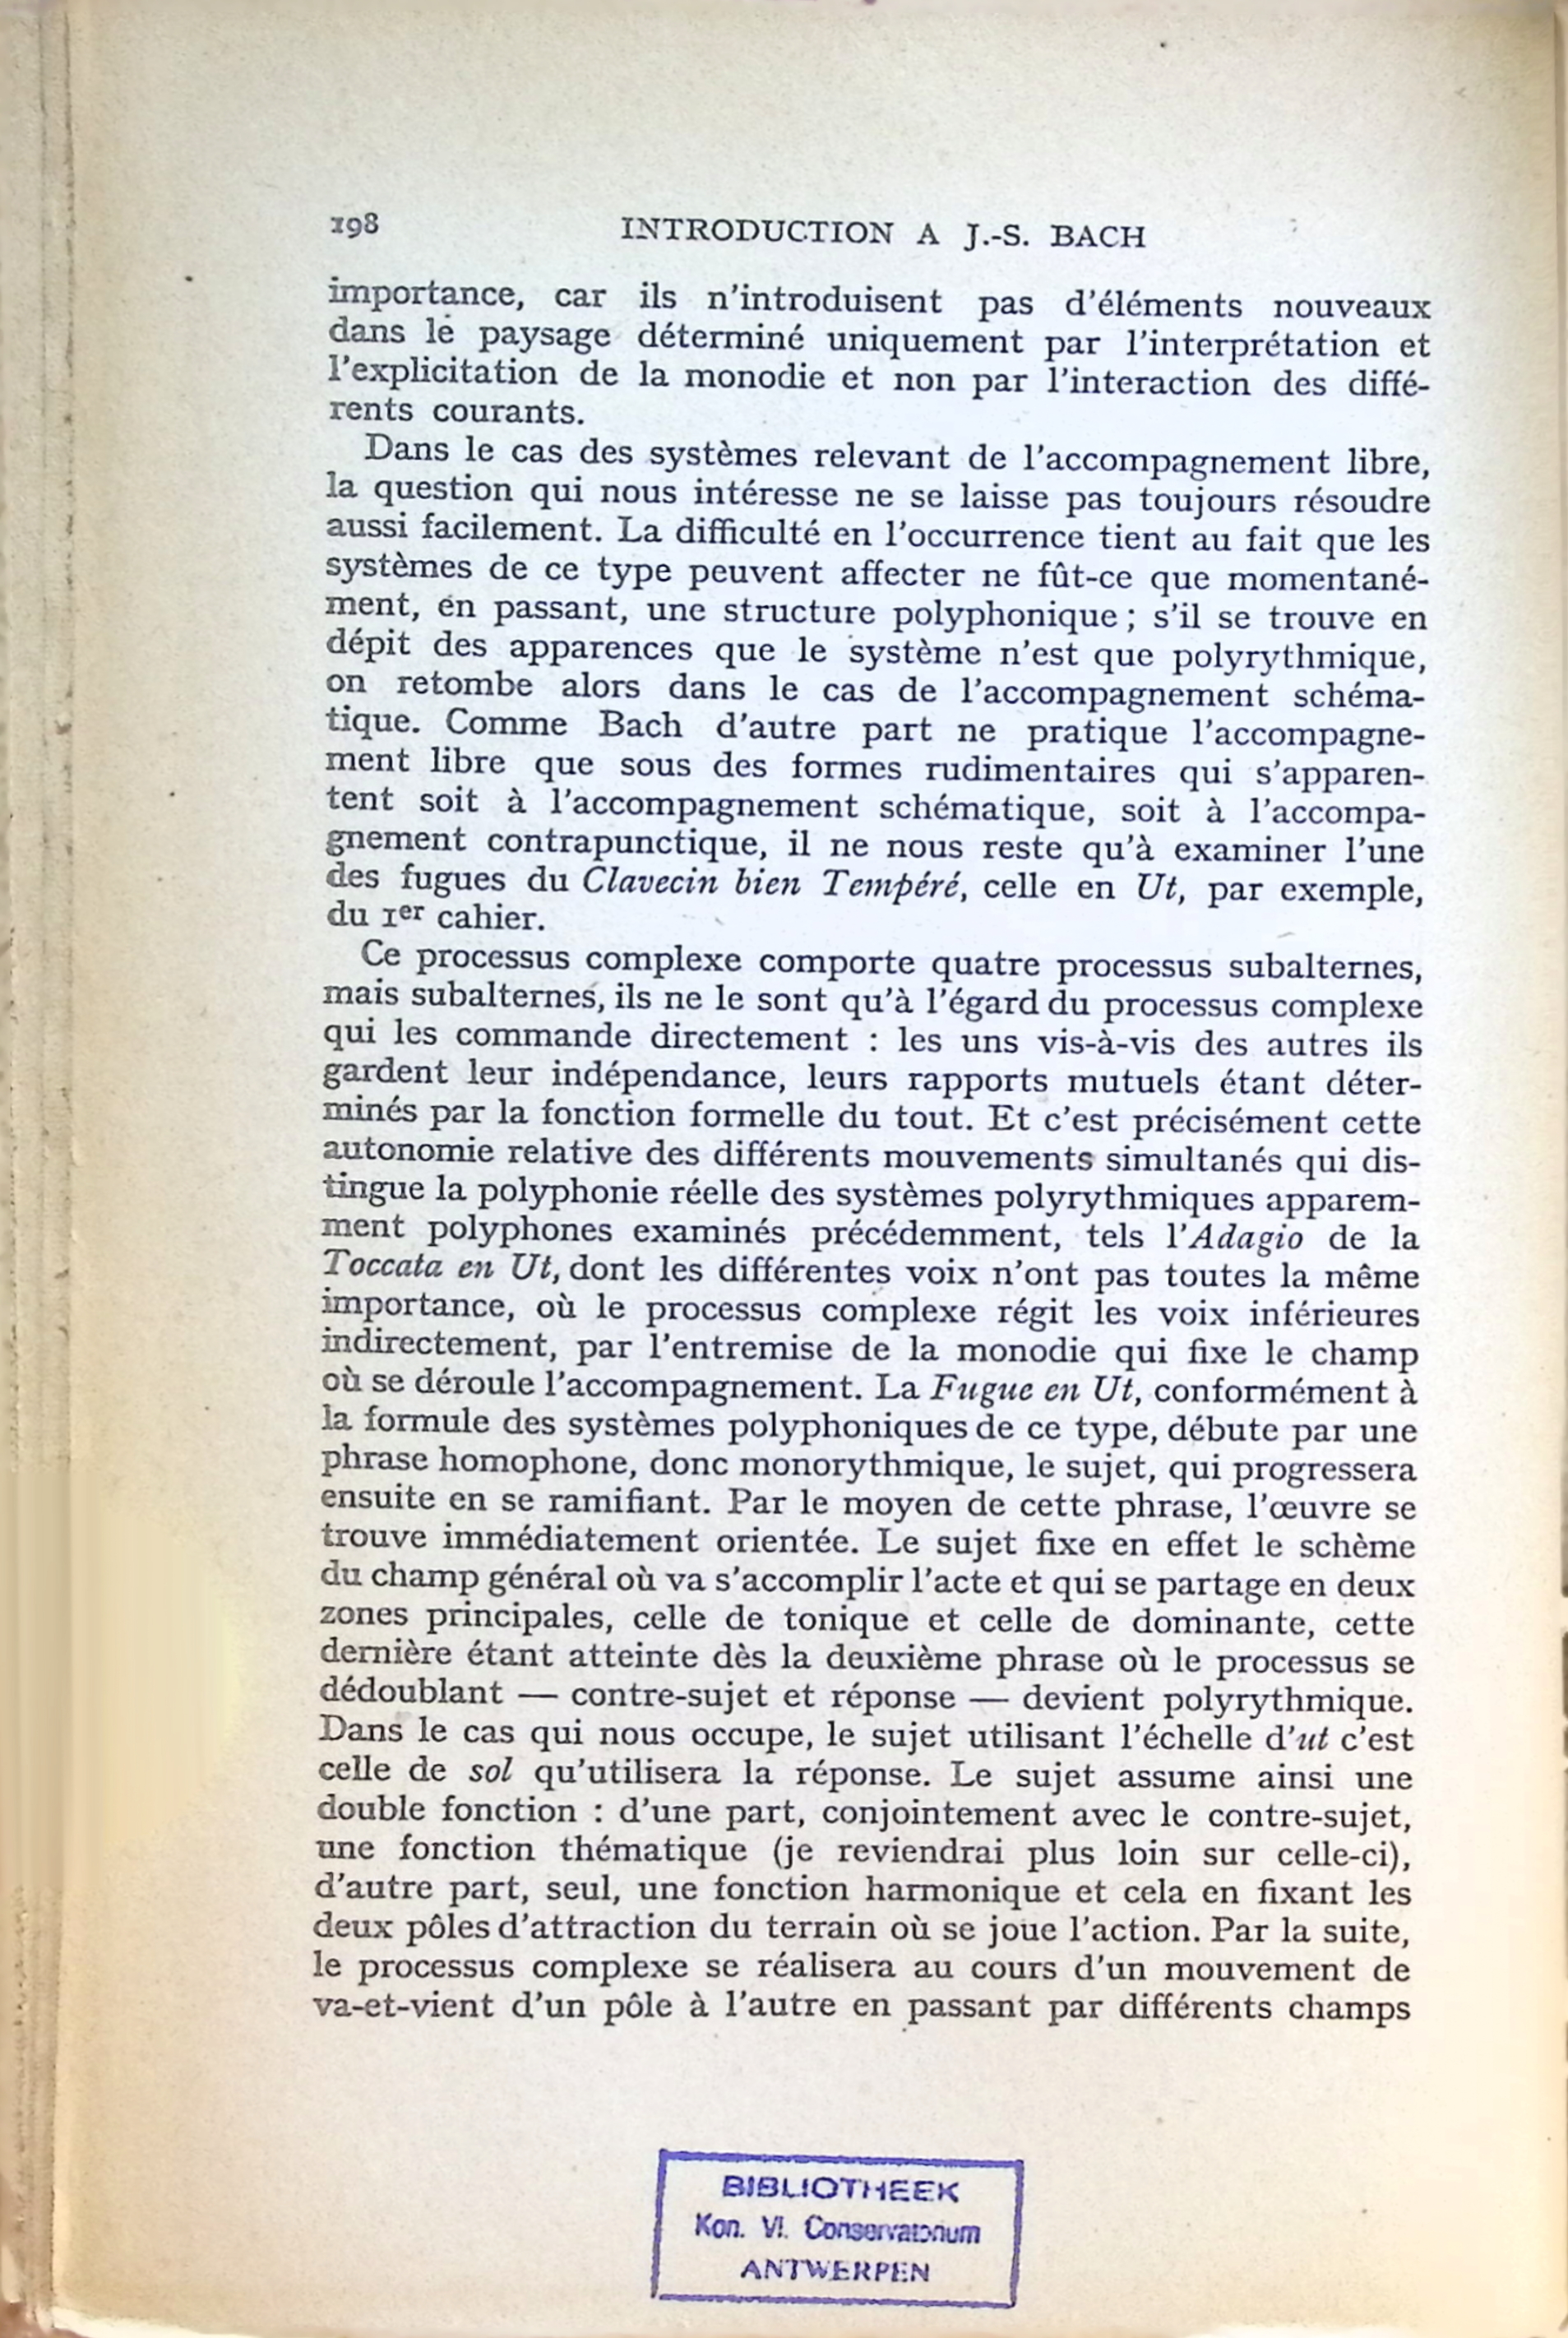 198 INTRODUCTION A J.-S. BACH
importance, car ils n'introduisent pas d'éléments nouveaux
dans le paysage déterminé uniquement par l'interprétation et
l'explicitation de la monodie et non par l'interaction des diffé-
rents courants.
Dans le cas des systèmes relevant de l'accompagnement libre,
la question qui nous intéresse ne se laisse pas toujours résoudre
aussi facilement. La difficulté en l'occurrence tient au fait que les
systèmes de ce type peuvent affecter ne fût-ce que momentané-
ment, en passant, une structure polyphonique ; s'il se trouve en
dépit des apparences que le système n'est que polyrythmique,
on retombe alors dans le cas de l'accompagnement schéma-
tique. Comme Bach d'autre part ne pratique l'accompagne-
ment libre que sous des formes rudimentaires qui s'apparen-
tent soit à l'accompagnement schématique, soit à l'accompa-
gnement contrapunctique, il ne nous reste qu'à examiner l'une
des fugues du Clavecin bien Tempéré, celle en Ut, par exemple,
du 1er cahier.
Ce processus complexe comporte quatre processus subalternes,
mais subalternes, ils ne le sont qu'à l'égard du processus complexe
qui les commande directement : les uns vis-à-vis des autres ils
gardent leur indépendance, leurs rapports mutuels étant déter-
minés par la fonction formelle du tout. Et c'est précisément cette
autonomie relative des différents mouvements simultanés qui dis-
tingue la polyphonie réelle des systèmes polyrythmiques apparem-
ment polyphones examinés précédemment, tels l'Adagio de la
Toccata en Ut, dont les différentes voix n'ont pas toutes la même
importance, où le processus complexe régit les voix inférieures
indirectement, par l'entremise de la monodie qui fixe le champ
où se déroule l'accompagnement. La Fugue en Ut, conformément à
la formule des systèmes polyphoniques de ce type, débute par une
phrase homophone, donc monorythmique, le sujet, qui progressera
ensuite en se ramifiant. Par le moyen de cette phrase, l'œuvre se
trouve immédiatement orientée. Le sujet fixe en effet le schème
du champ général où va s'accomplir l'acte et qui se partage en deux
zones principales, celle de tonique et celle de dominante, cette
dernière étant atteinte dès la deuxième phrase où le processus se
dédoublant — contre-sujet et réponse — devient polyrythmique.
Dans le cas qui nous occupe, le sujet utilisant l'échelle d'ut c'est
celle de sol qu'utilisera la réponse. Le sujet assume ainsi une
double fonction : d'une part, conjointement avec le contre-sujet,
une fonction thématique (je reviendrai plus loin sur celle-ci),
d'autre part, seul, une fonction harmonique et cela en fixant les
deux pôles d'attraction du terrain où se joue l'action. Par la suite,
le processus complexe se réalisera au cours d'un mouvement de
va-et-vient d'un pôle à l'autre en passant par différents champs
BIBLIOTHEEK
Kon. Vl. Conservatorium
ANTWERPEN